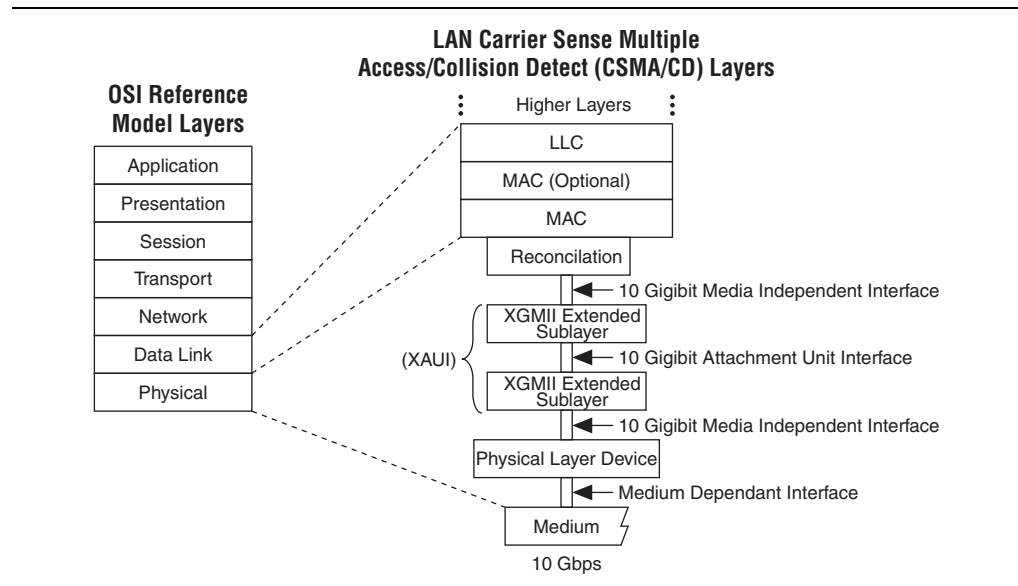 LAN Carrier Sense Multiple
Access/Collision Detect (CSMA/CD) Layers
OSI Reference
Model Layers
Application
Presentation
Session
Transport
Network
Data Link
Physical
Higher Layers
LLC
MAC (Optional)
MAC
Reconcilation
10 Gigibit Media Independent Interface
XGMII Extended
Sublayer
(XAUI)
10 Gigibit Attachment Unit Interface
XGMII Extended
Sublayer
10 Gigibit Media Independent Interface
Physical Layer Device
Medium Dependant Interface
Medium
10 Gbps